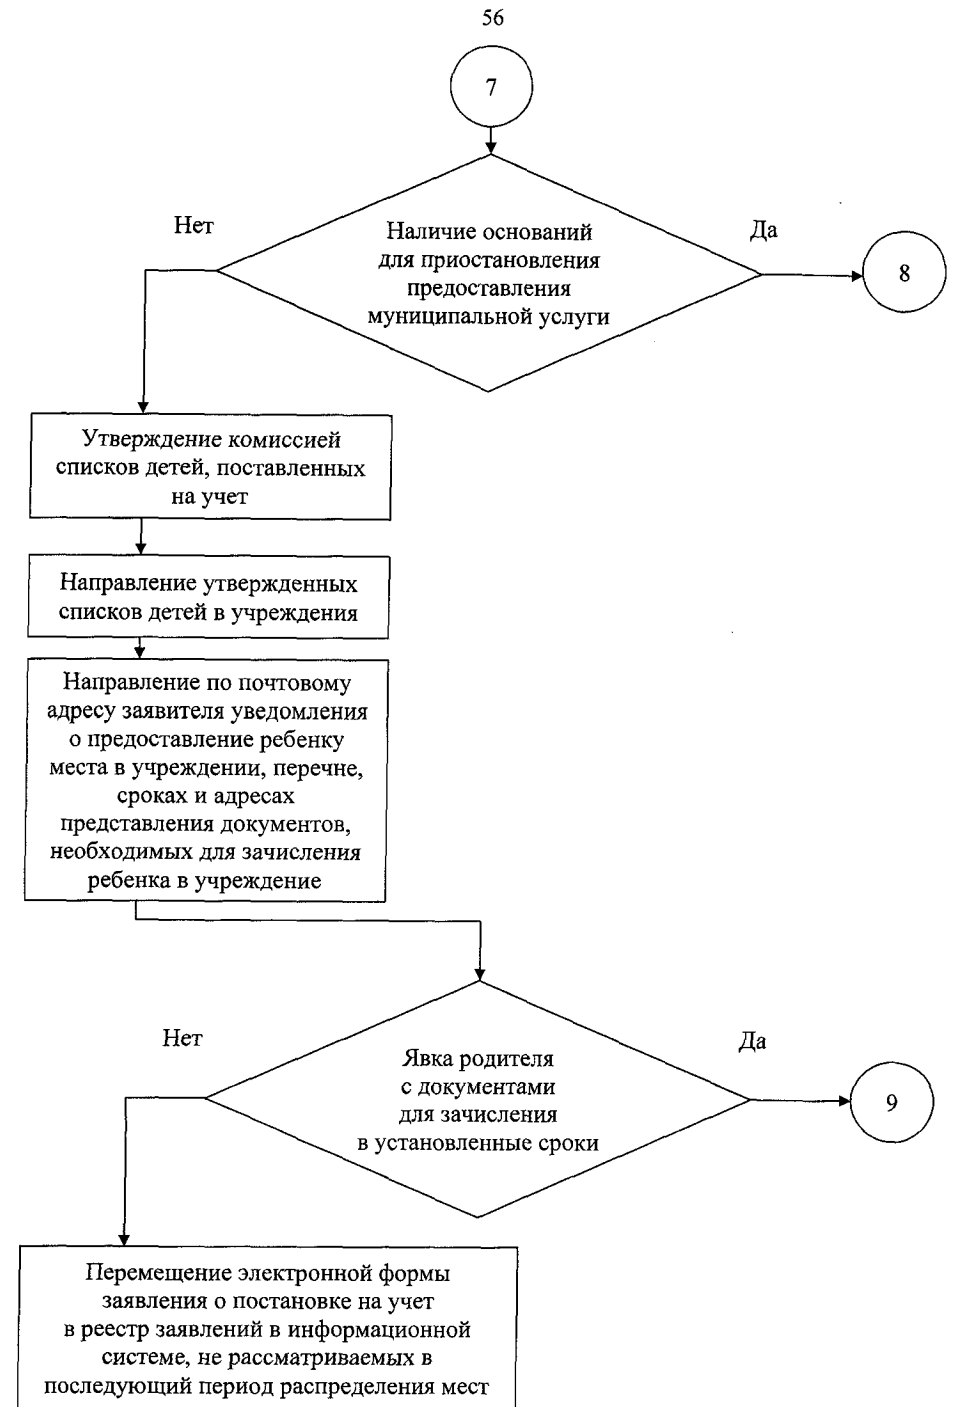 56
7
Нет
Да
Наличие оснований
для приостановления
предоставления
муниципальной услуги
8
Утверждение комиссией
списков детей, поставленных
на учет
Направление утвержденных
списков детей в учреждения
Направление по почтовому
адресу заявителя уведомления
о предоставление ребенку
места в учреждении, перечне,
сроках и адресах
представления документов,
необходимых для зачисления
ребенка в учреждение
Нет
Да
Явка родителя
с документами
для зачисления
в установленные сроки
9
Перемещение электронной формы
заявления о постановке на учет
в реестр заявлений в информационной
системе, не рассматриваемых в
последующий период распределения мест